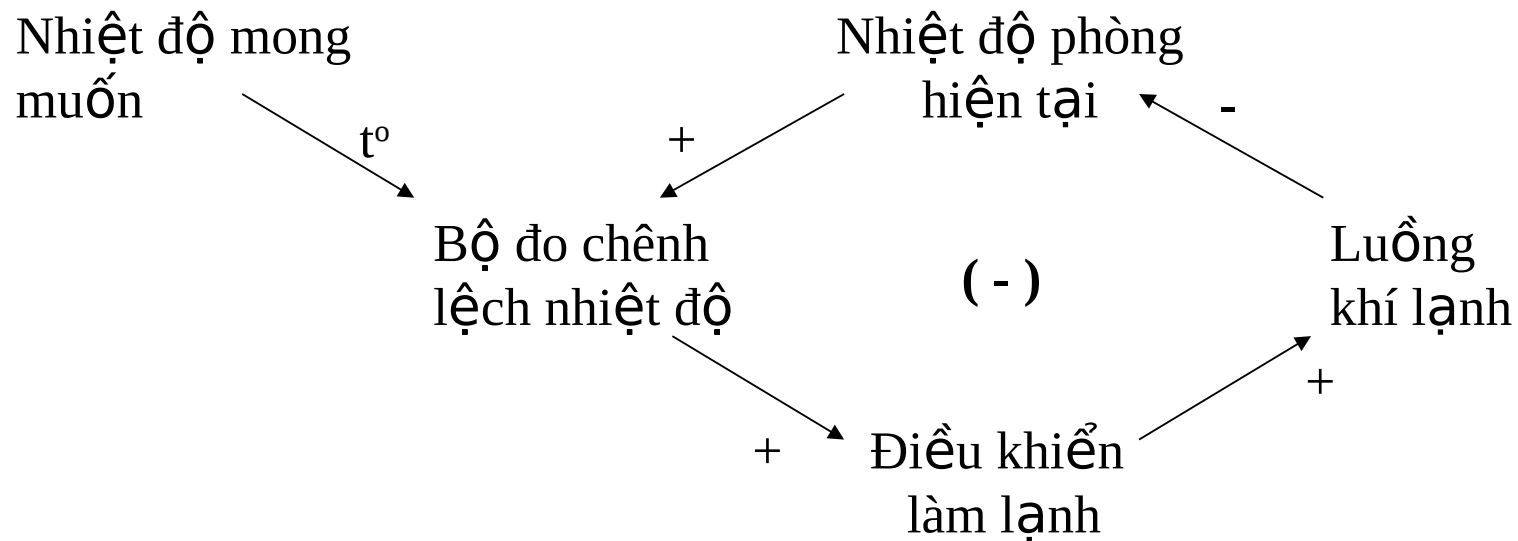 Nhiệt độ mong
muốn
Nhiệt độ phòng
hiện tại
-
tº
+
Bộ đo chênh
lệch nhiệt độ
( - )
Luồng
khí lạnh
+
+
Điều khiển
làm lạnh